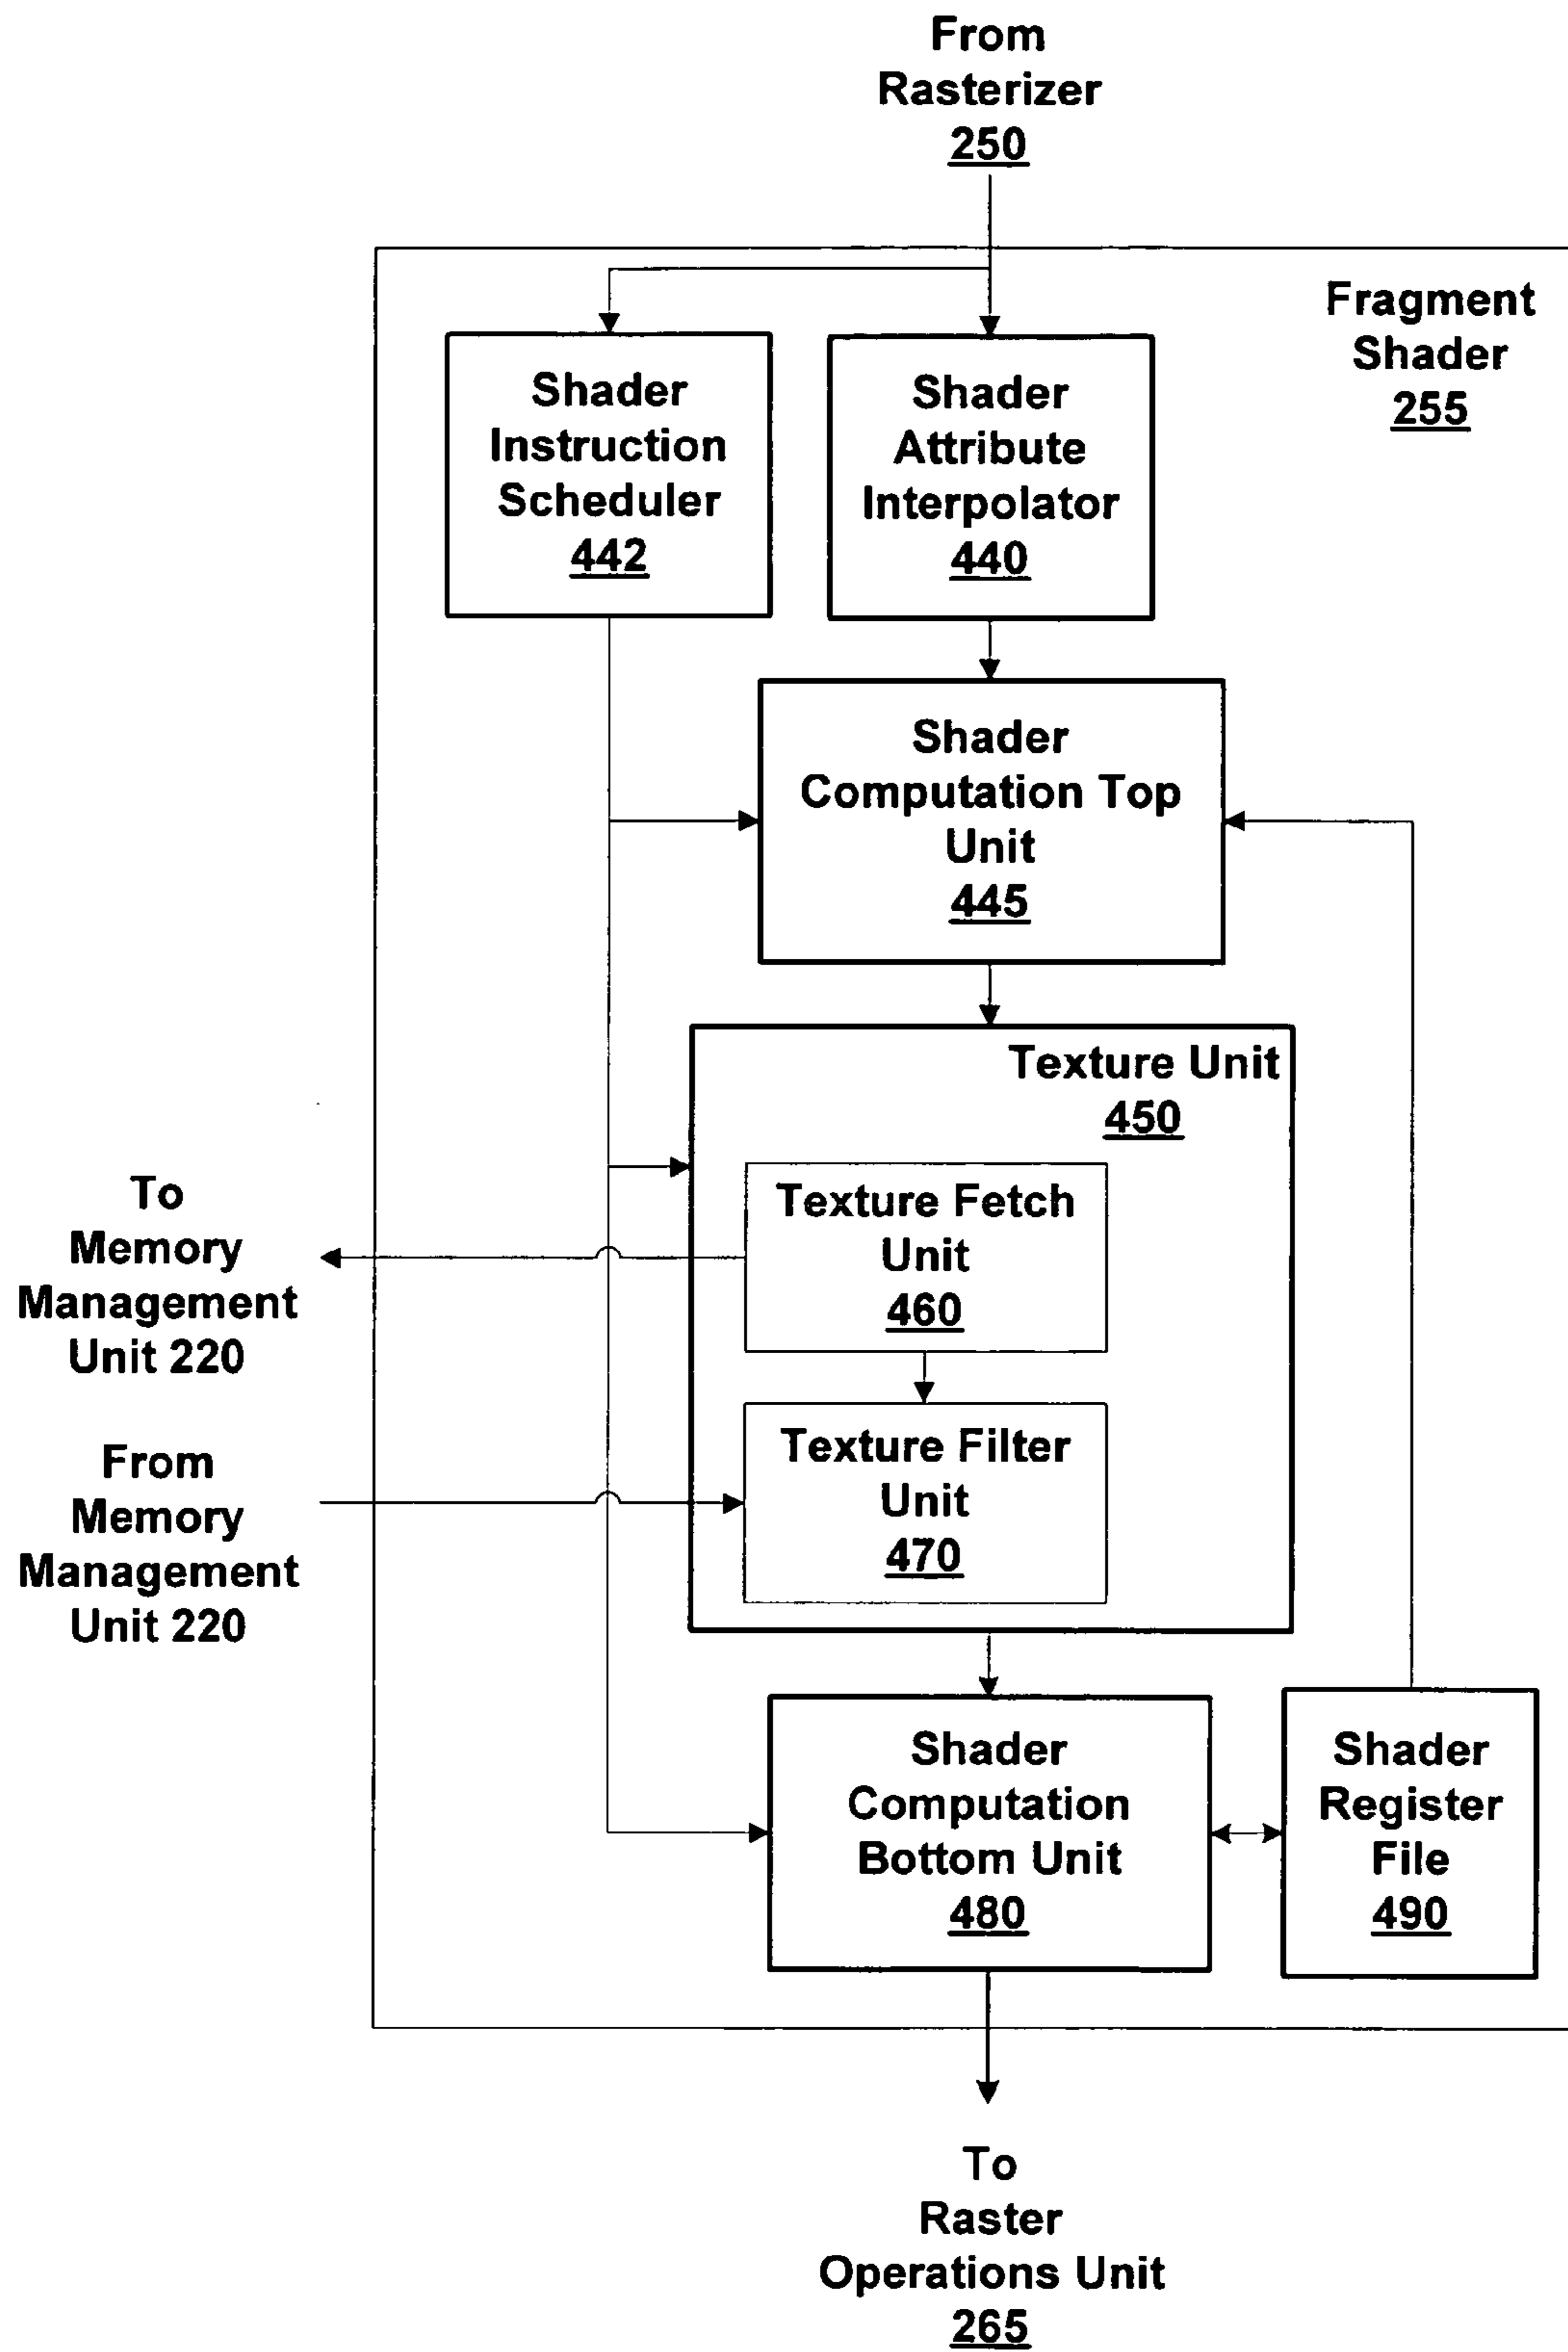 From
Rasterizer
250
Fragment
Shader
255
Shader
Instruction
Scheduler
442
Shader
Attribute
Interpolator
440
Shader
Computation Top
Unit
445
Texture Unit
450
Texture Fetch
Unit
460
To
Memory
Management
Unit 220
Texture Filter
Unit
470
From
Memory
Management
Unit 220
Shader
Computation
Bottom Unit
480
Shader
Register
File
490
To
Raster
Operations Unit
265